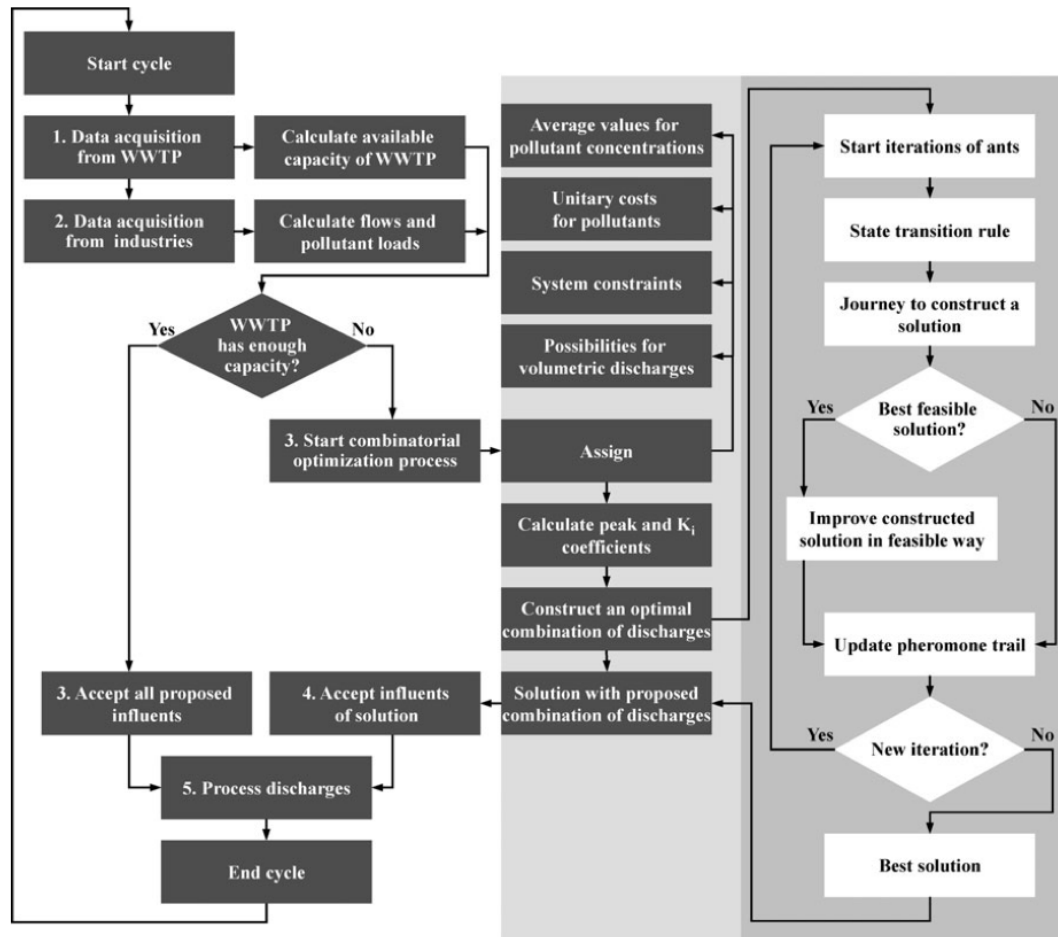 Start cycle
1. Data acquisition
from WWTP
Calculate available
capacity of WWTP
2. Data acquisition
from industries
Calculate flows and
pollutant loads
Yes
WWTP
has enough
capacity?
No
3. Start combinatorial
optimization process
3. Accept all proposed
influents
4. Accept influents
of solution
5. Process discharges
End cycle
Average values for
pollutant concentrations
Unitary costs
for pollutants
System constraints
Possibilities for
volumetric discharges
Assign
Calculate peak and Kᵢ
coefficients
Construct an optimal
combination of discharges
Solution with proposed
combination of discharges
Start iterations of ants
State transition rule
Journey to construct a
solution
Yes
Best feasible
solution?
No
Improve constructed
solution in feasible way
Update pheromone trail
Yes
New iteration?
No
Best solution